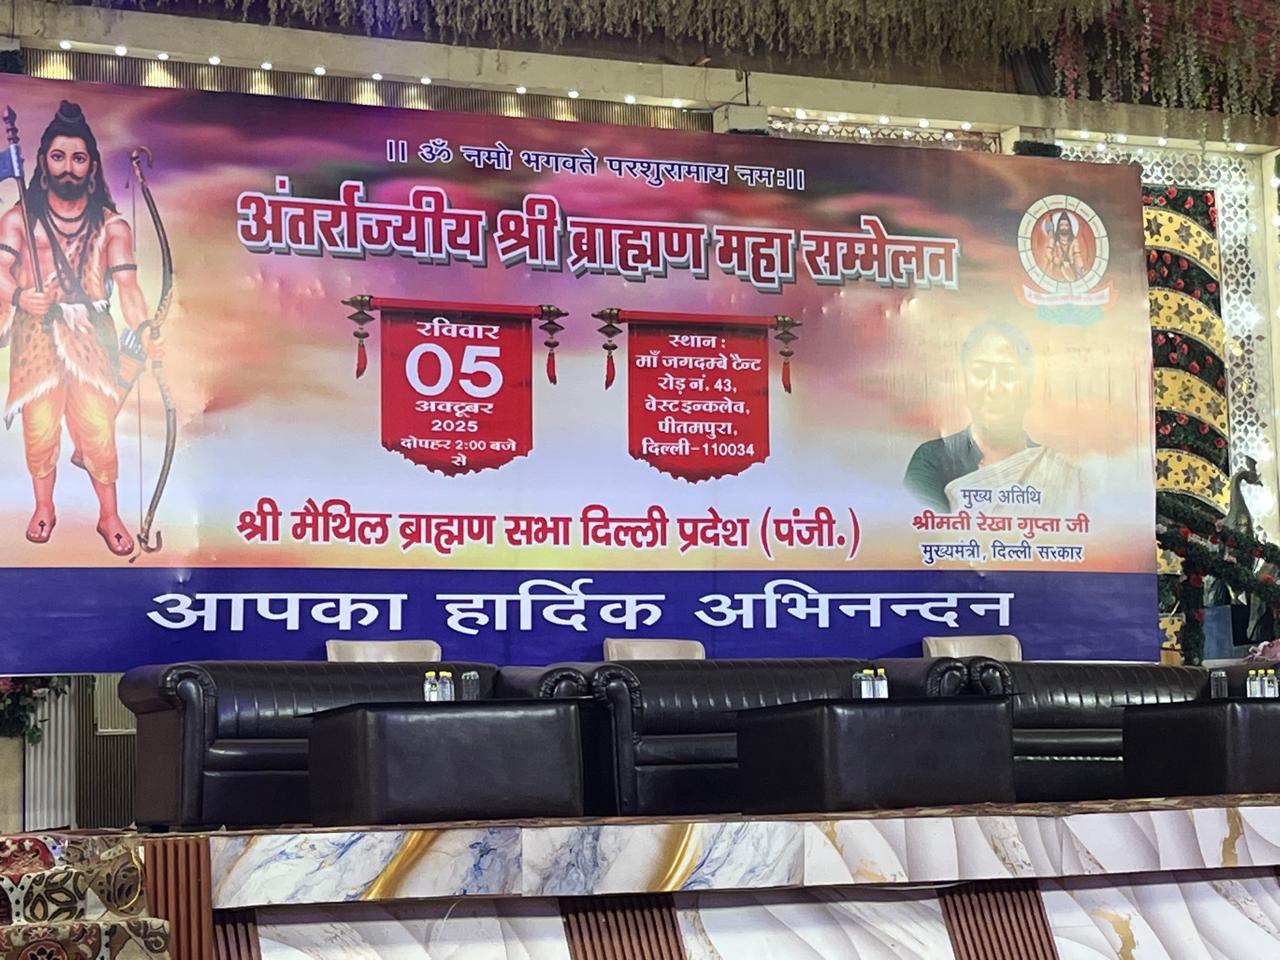 ।। ॐ नमो भगवते परशुरामाय नमः।।
अंतर्राज्यीय श्री ब्राह्मण महा सम्मेलन
रविवार
05
अक्टूबर
2025
दोपहर 2:00 बजे
से
स्थान :
माँ जगदम्बे टैन्ट
रोड़ नं. 43,
वेस्ट इन्कलेव,
पीतमपुरा,
दिल्ली-110034
श्री मैथिल ब्राह्मण सभा दिल्ली प्रदेश (पंजी.)
मुख्य अतिथि
श्रीमती रेखा गुप्ता जी
मुख्यमंत्री, दिल्ली सरकार
आपका हार्दिक अभिनन्दन